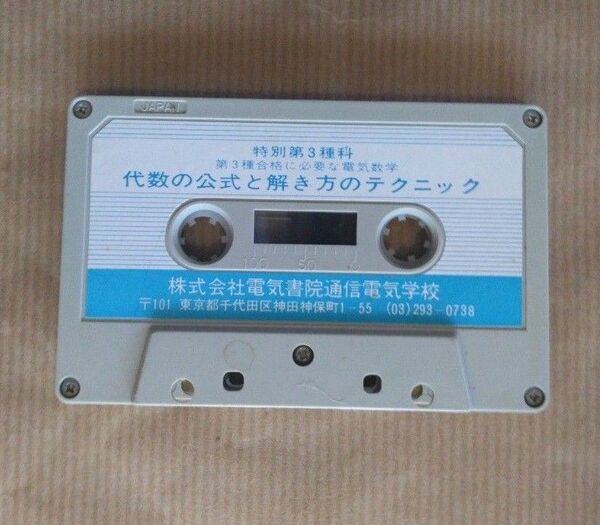 JAPAN
特別第3種科
第3種合格に必要な電気数学
代数の公式と解き方のテクニック
100 50 0
株式会社電気書院通信電気学校
〒101 東京都千代田区神田神保町1-55 (03)293-0738